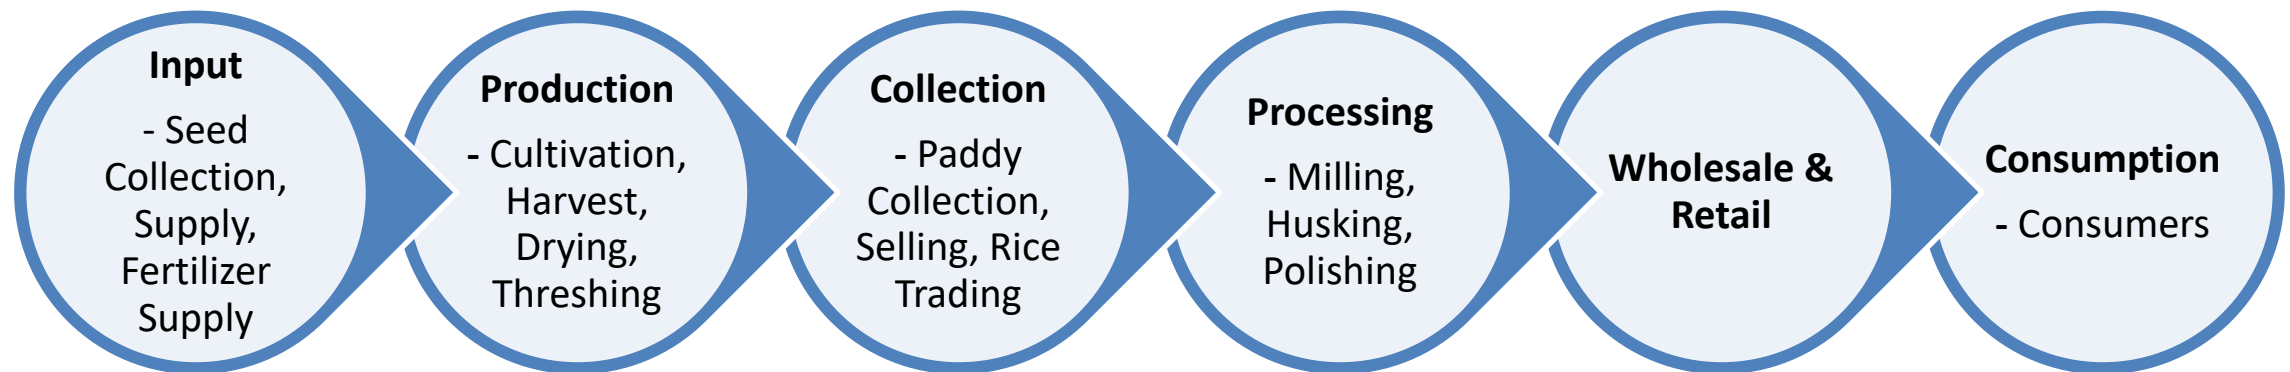 Input
- Seed
Collection,
Supply,
Fertilizer
Supply
Production
- Cultivation,
Harvest,
Drying,
Threshing
Collection
- Paddy
Collection,
Selling, Rice
Trading
Processing
- Milling,
Husking,
Polishing
Wholesale &
Retail
Consumption
- Consumers